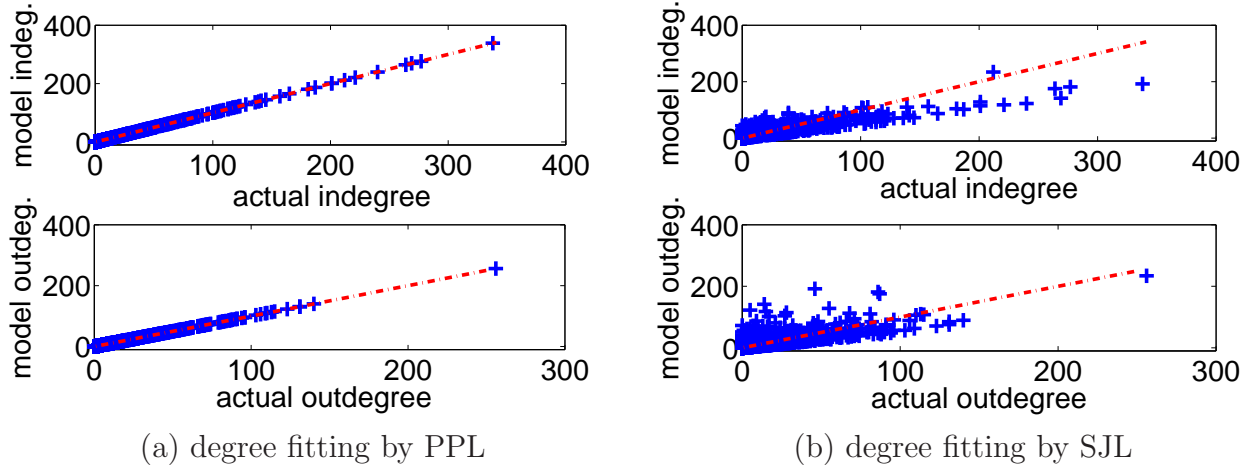 400
200
0
model indeg.
0 100 200 300 400
actual indegree
400
200
0
model outdeg.
0 100 200 300
actual outdegree
(a) degree fitting by PPL
400
200
0
model indeg.
0 100 200 300 400
actual indegree
400
200
0
model outdeg.
0 100 200 300
actual outdegree
(b) degree fitting by SJL